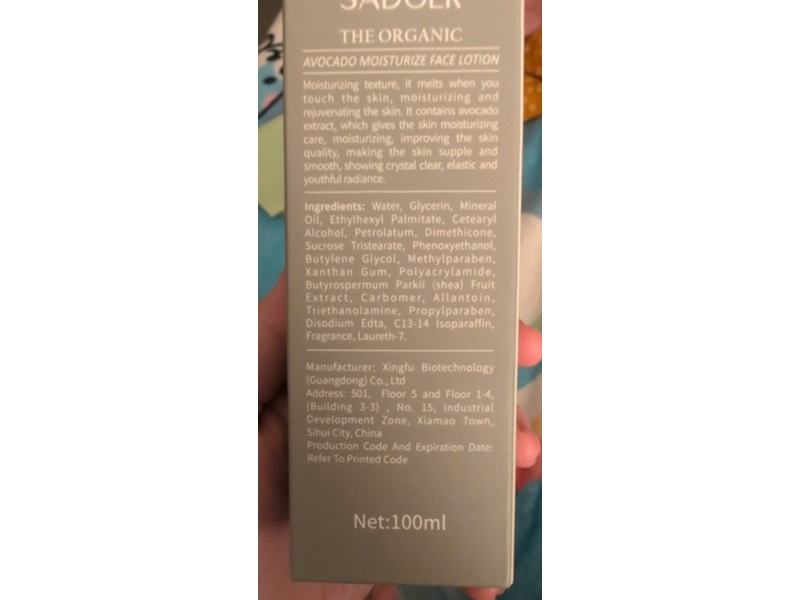 SADOER
THE ORGANIC
AVOCADO MOISTURIZE FACE LOTION
Moisturizing texture, it melts when you
touch the skin, moisturizing and
rejuvenating the skin. It contains avocado
extract, which gives the skin moisturizing
care, moisturizing, improving the skin
quality, making the skin supple and
smooth, showing crystal clear, elastic and
youthful radiance.
Ingredients: Water, Glycerin, Mineral
Oil, Ethylhexyl Palmitate, Cetearyl
Alcohol, Petrolatum, Dimethicone,
Sucrose Tristearate, Phenoxyethanol,
Butylene Glycol, Methylparaben,
Xanthan Gum, Polyacrylamide,
Butyrospermum Parkii (shea) Fruit
Extract, Carbomer, Allantoin,
Triethanolamine, Propylparaben,
Disodium Edta, C13-14 Isoparaffin,
Fragrance, Laureth-7.
Manufacturer: Xingfu Biotechnology
(Guangdong) Co., Ltd
Address: 501, Floor 5 and Floor 1-4,
(Building 3-3) , No. 15, Industrial
Development Zone, Xiamao Town,
Sihui City, China
Production Code And Expiration Date:
Refer To Printed Code
Net:100ml